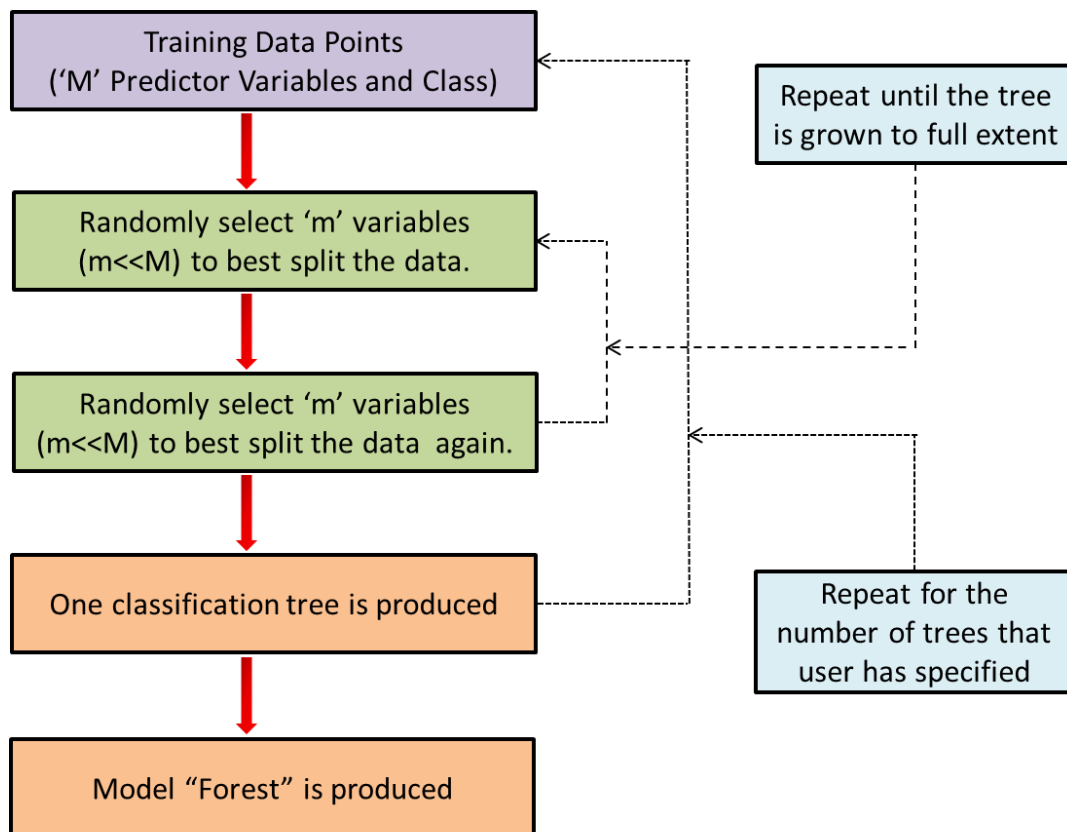 Training Data Points
(‘M’ Predictor Variables and Class)
Repeat until the tree
is grown to full extent
Randomly select ‘m’ variables
(m<<M) to best split the data.
Randomly select ‘m’ variables
(m<<M) to best split the data  again.
One classification tree is produced
Repeat for the
number of trees that
user has specified
Model “Forest” is produced